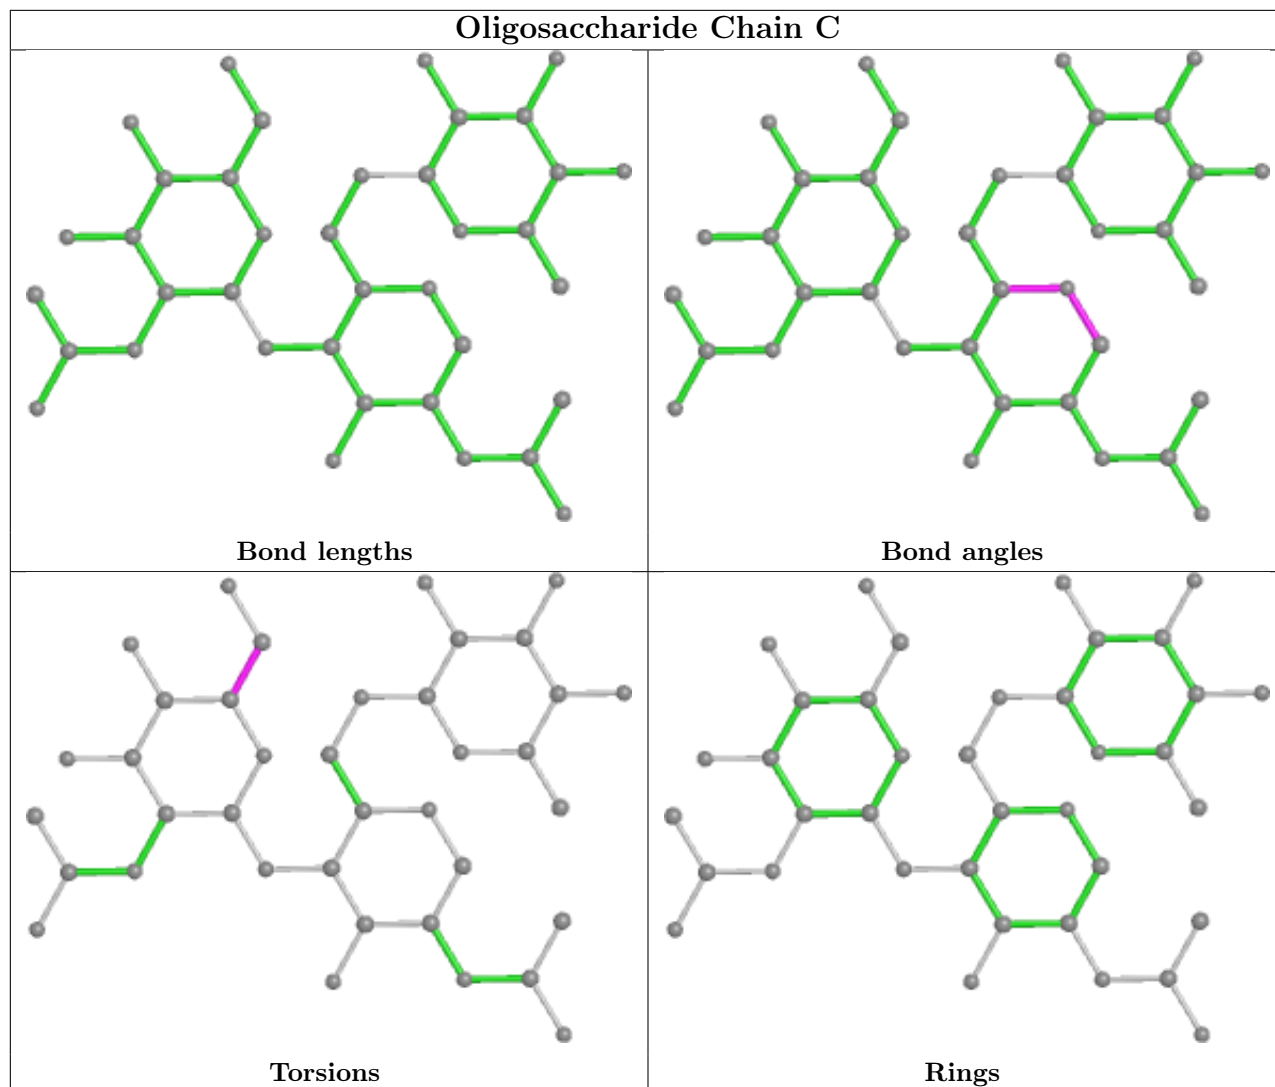 Oligosaccharide Chain C
Bond lengths
Bond angles
Torsions
Rings